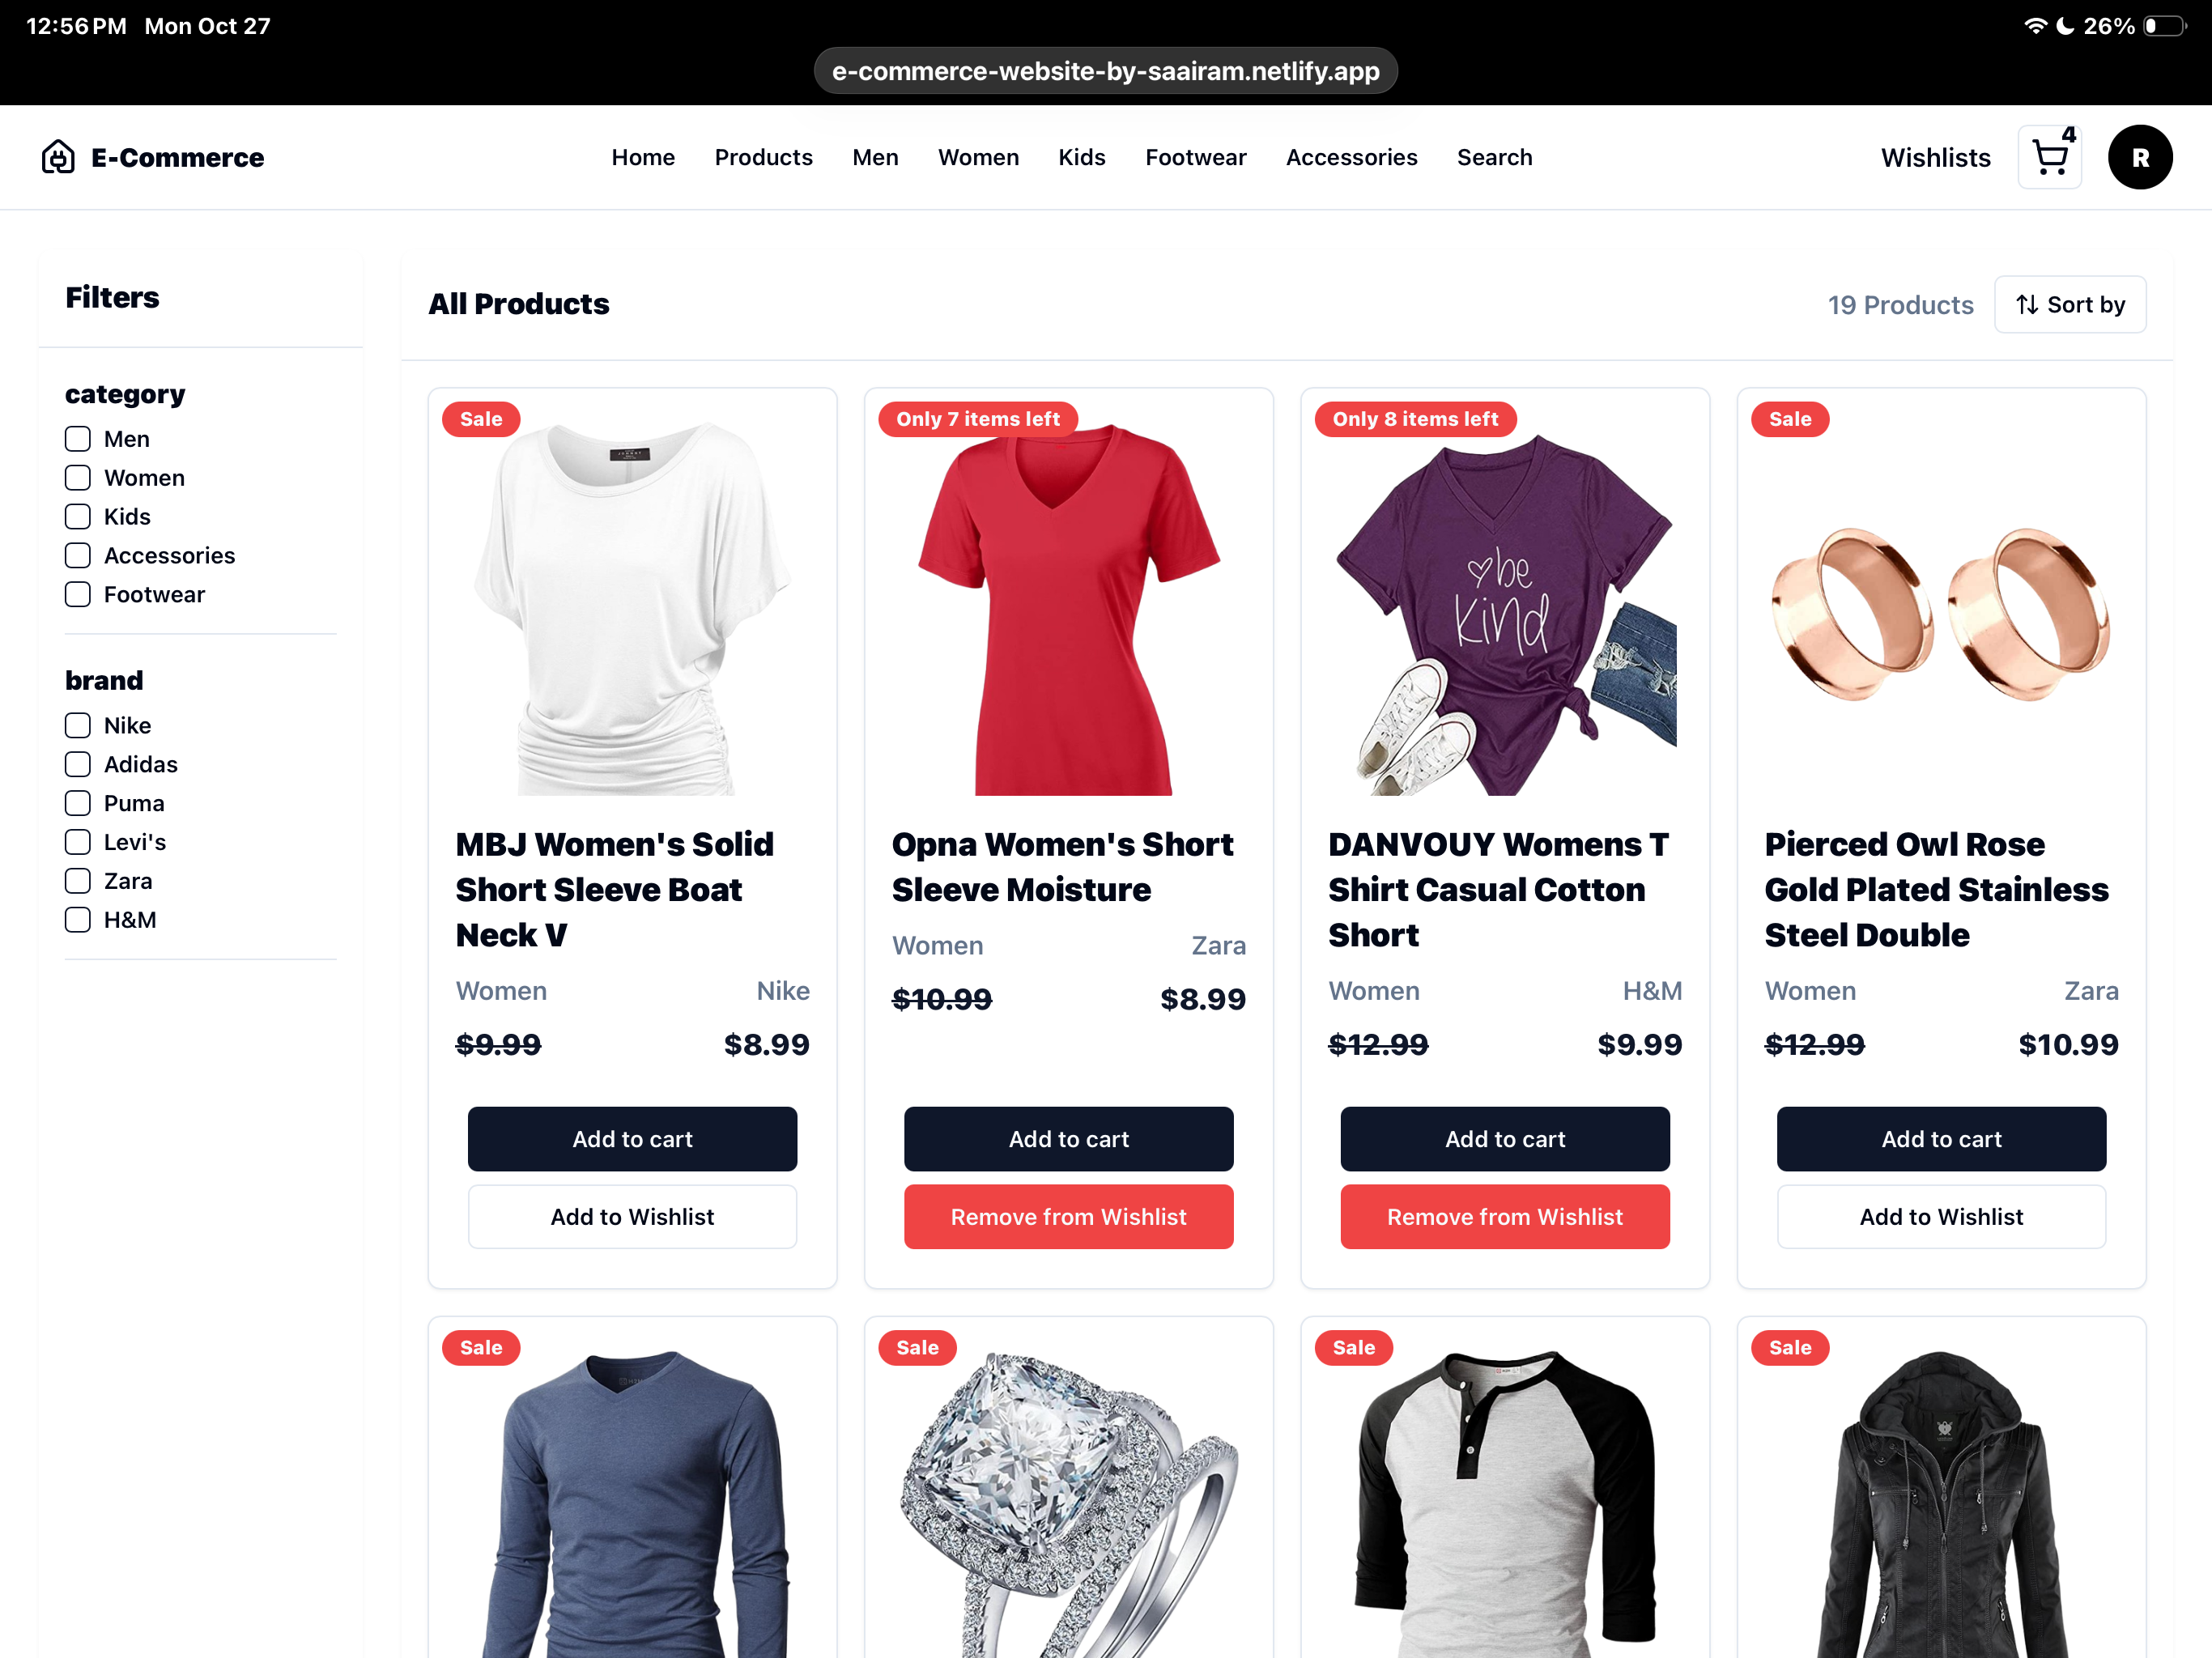 12:56 PM Mon Oct 27
26%
e-commerce-website-by-saairam.netlify.app
E-Commerce
Home Products Men Women Kids Footwear Accessories Search
Wishlists
4
R
Filters
category
Men
Women
Kids
Accessories
Footwear
brand
Nike
Adidas
Puma
Levi's
Zara
H&M
All Products
19 Products
Sort by
Sale
MBJ Women's Solid
Short Sleeve Boat
Neck V
Women Nike
$9.99 $8.99
Add to cart
Add to Wishlist
Only 7 items left
Opna Women's Short
Sleeve Moisture
Women Zara
$10.99 $8.99
Add to cart
Remove from Wishlist
Only 8 items left
be
kind
DANVOUY Womens T
Shirt Casual Cotton
Short
Women H&M
$12.99 $9.99
Add to cart
Remove from Wishlist
Sale
Pierced Owl Rose
Gold Plated Stainless
Steel Double
Women Zara
$12.99 $10.99
Add to cart
Add to Wishlist
Sale
Sale
Sale
Sale